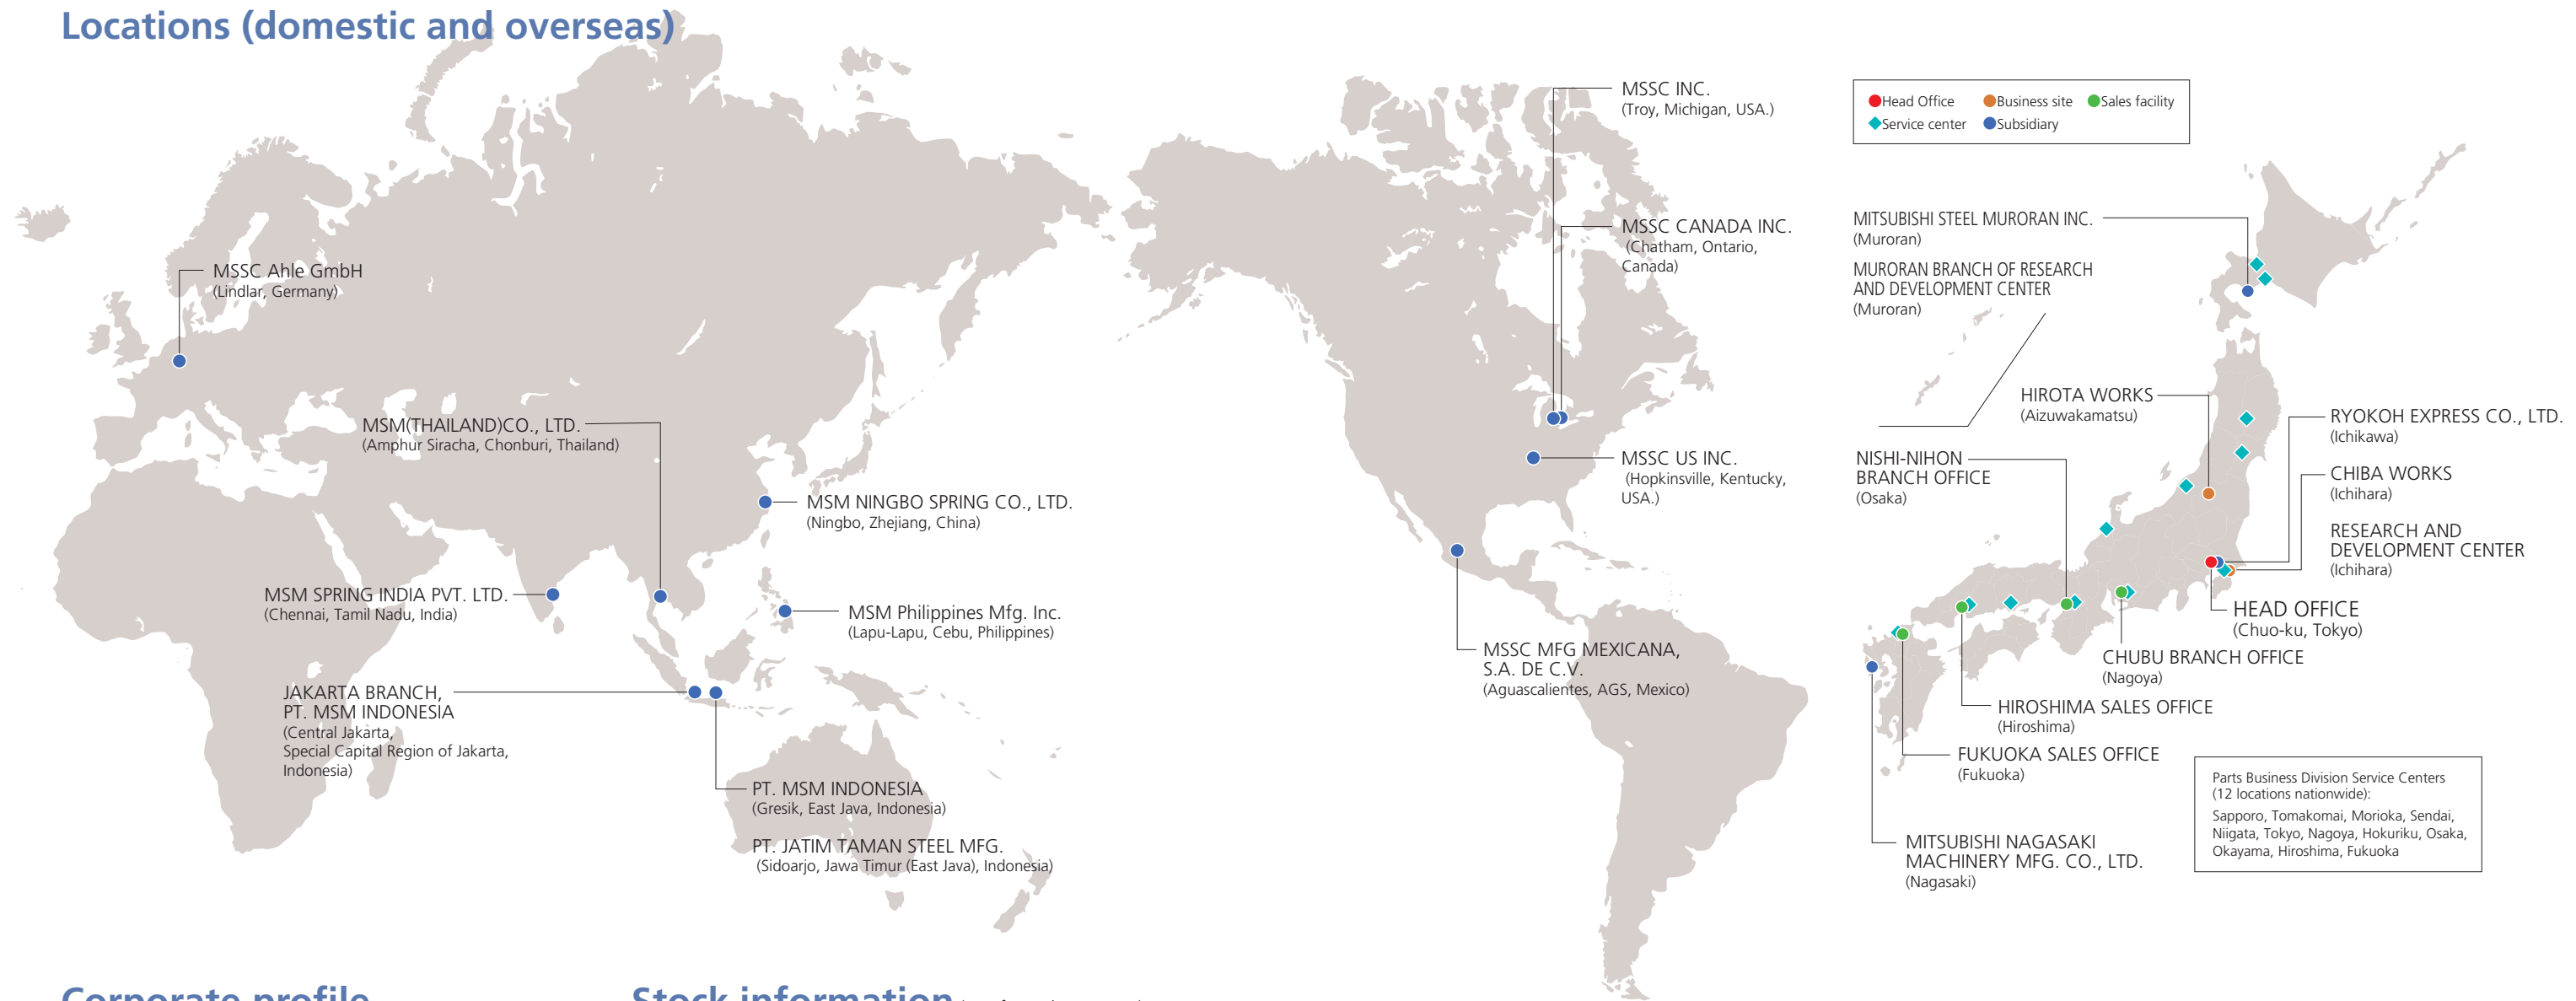 Locations (domestic and overseas)
MSSC Ahle GmbH
(Lindlar, Germany)
MSM(THAILAND)CO., LTD.
(Amphur Siracha, Chonburi, Thailand)
MSM NINGBO SPRING CO., LTD.
(Ningbo, Zhejiang, China)
MSM SPRING INDIA PVT. LTD.
(Chennai, Tamil Nadu, India)
MSM Philippines Mfg. Inc.
(Lapu-Lapu, Cebu, Philippines)
JAKARTA BRANCH,
PT. MSM INDONESIA
(Central Jakarta,
Special Capital Region of Jakarta,
Indonesia)
PT. MSM INDONESIA
(Gresik, East Java, Indonesia)
PT. JATIM TAMAN STEEL MFG.
(Sidoarjo, Jawa Timur (East Java), Indonesia)
MSSC INC.
(Troy, Michigan, USA.)
MSSC CANADA INC.
(Chatham, Ontario,
Canada)
MSSC US INC.
(Hopkinsville, Kentucky,
USA.)
MSSC MFG MEXICANA,
S.A. DE C.V.
(Aguascalientes, AGS, Mexico)
Head Office Business site Sales facility
Service center Subsidiary
MITSUBISHI STEEL MURORAN INC.
(Muroran)
MURORAN BRANCH OF RESEARCH
AND DEVELOPMENT CENTER
(Muroran)
HIROTA WORKS
(Aizuwakamatsu)
NISHI-NIHON
BRANCH OFFICE
(Osaka)
RYOKOH EXPRESS CO., LTD.
(Ichikawa)
CHIBA WORKS
(Ichihara)
RESEARCH AND
DEVELOPMENT CENTER
(Ichihara)
HEAD OFFICE
(Chuo-ku, Tokyo)
CHUBU BRANCH OFFICE
(Nagoya)
HIROSHIMA SALES OFFICE
(Hiroshima)
FUKUOKA SALES OFFICE
(Fukuoka)
MITSUBISHI NAGASAKI
MACHINERY MFG. CO., LTD.
(Nagasaki)
Parts Business Division Service Centers
(12 locations nationwide):
Sapporo, Tomakomai, Morioka, Sendai,
Niigata, Tokyo, Nagoya, Hokuriku, Osaka,
Okayama, Hiroshima, Fukuoka
Corporate profile
Stock information